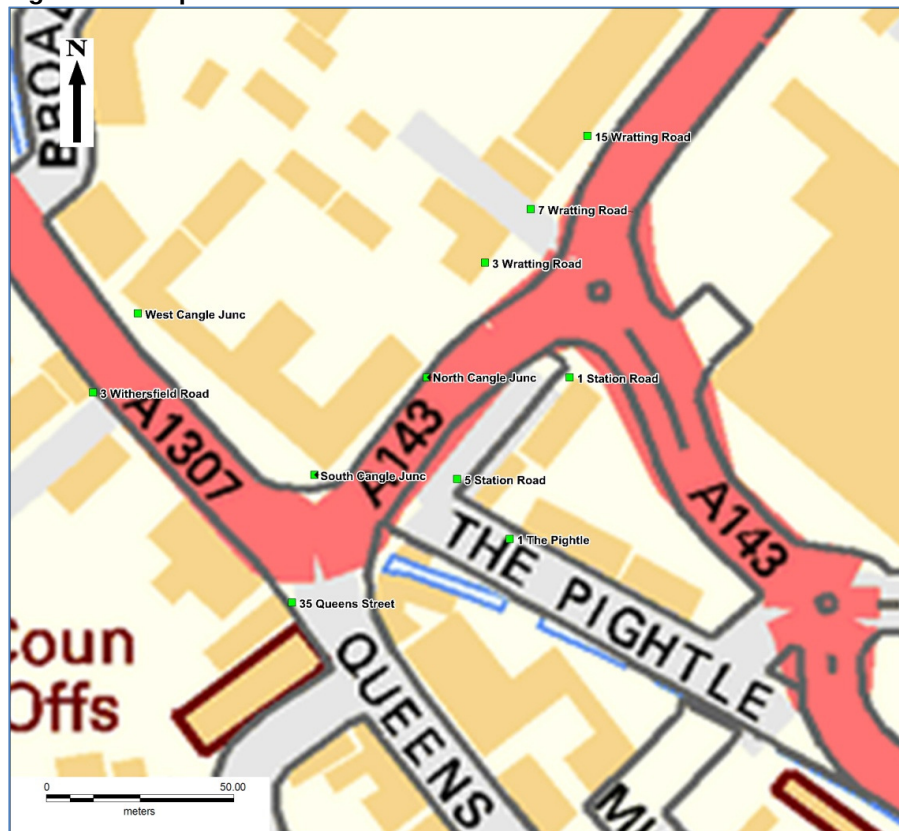 N
15 Wratting Road
7 Wratting Road
3 Wratting Road
West Cangle Junc
North Cangle Junc
1 Station Road
3 Withersfield Road
A1307
A143
South Cangle Junc
5 Station Road
A143
THE PIGHTLE
1 The Pightle
35 Queens Street
Offs
QUEENS
0 50.00
meters